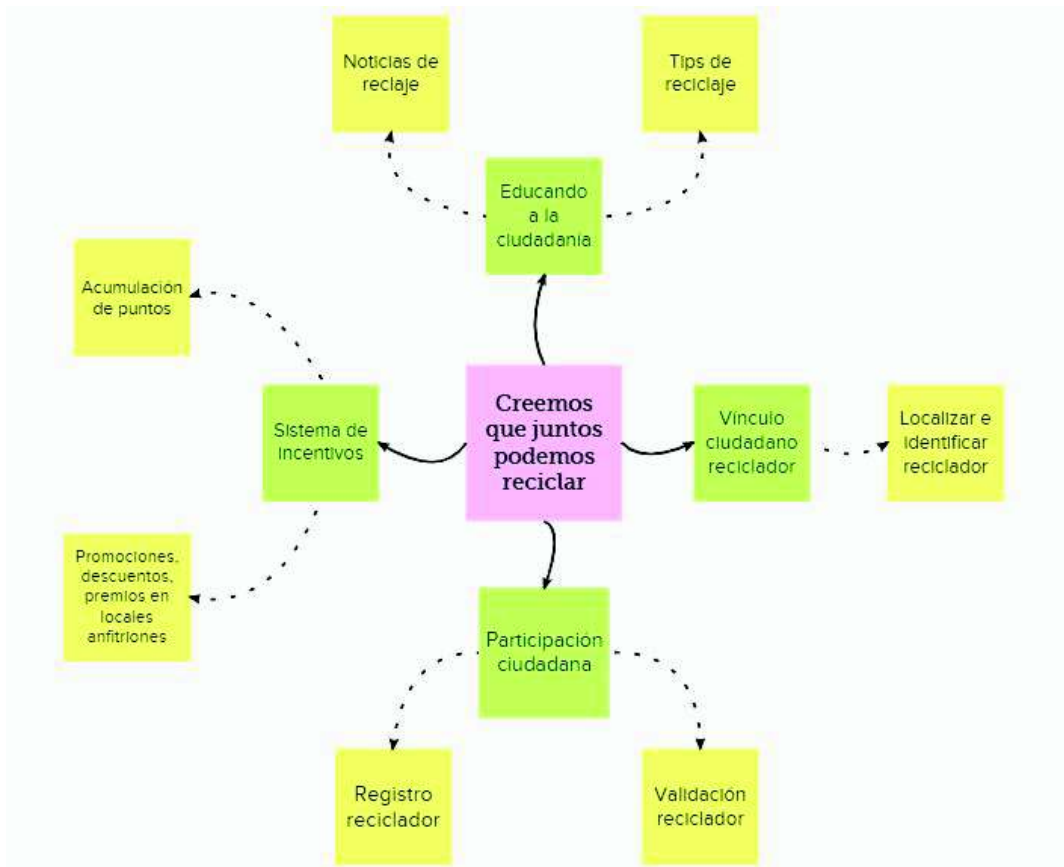 Noticias de
reclaje
Tips de
reciclaje
Educando
a la
ciudadanía
Acumulación
de puntos
Sistema de
incentivos
Creemos
que juntos
podemos
reciclar
Vínculo
ciudadano
reciclador
Localizar e
identificar
reciclador
Promociones,
descuentos,
premios en
locales
anfitriones
Participación
ciudadana
Registro
reciclador
Validación
reciclador